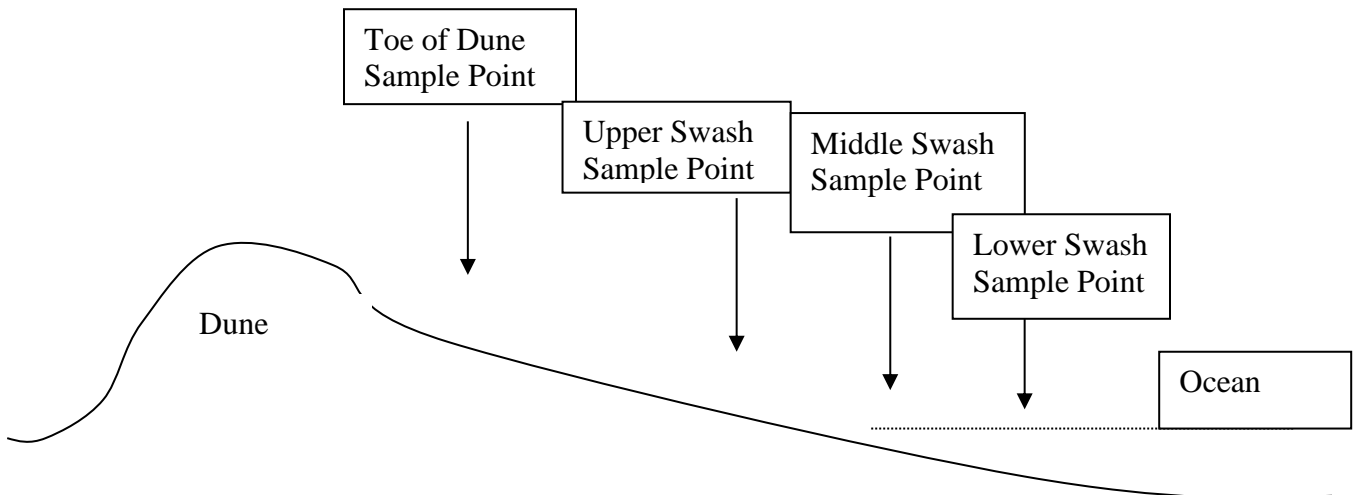 Toe of Dune
Sample Point
Upper Swash
Sample Point
Middle Swash
Sample Point
Lower Swash
Sample Point
Dune
Ocean